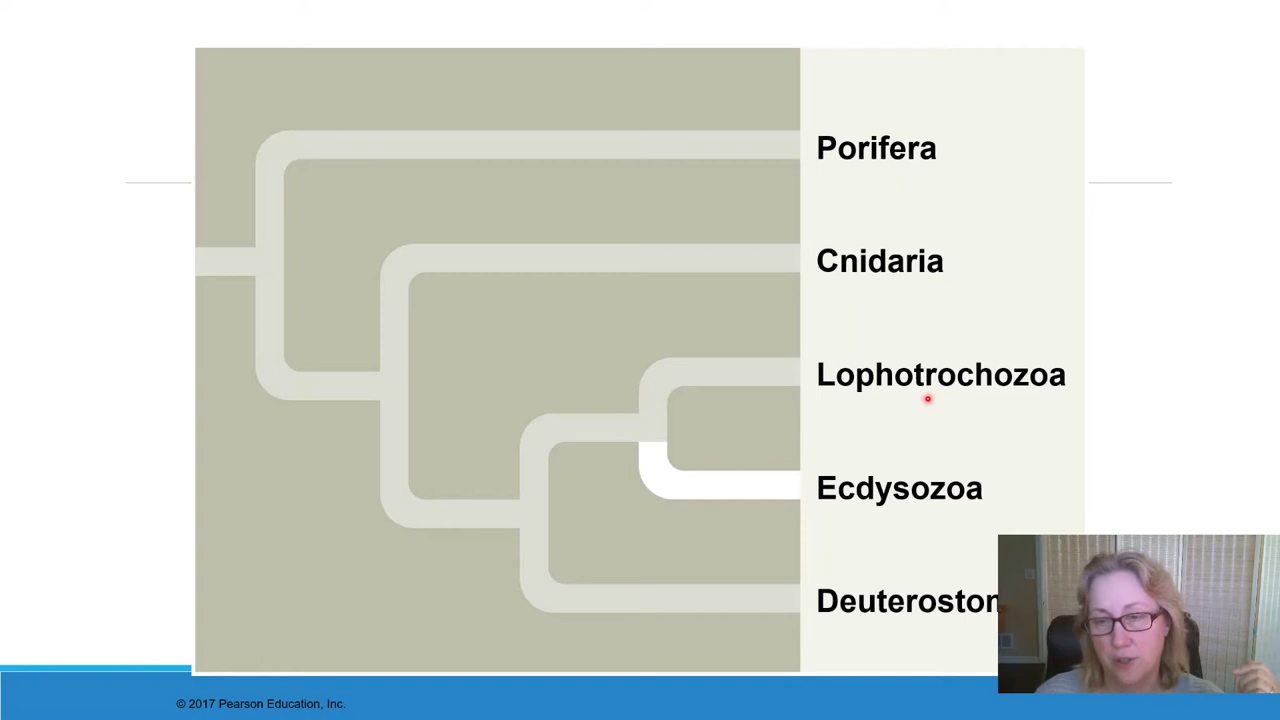 Porifera
Cnidaria
Lophotrochozoa
Ecdysozoa
© 2017 Pearson Education, Inc.